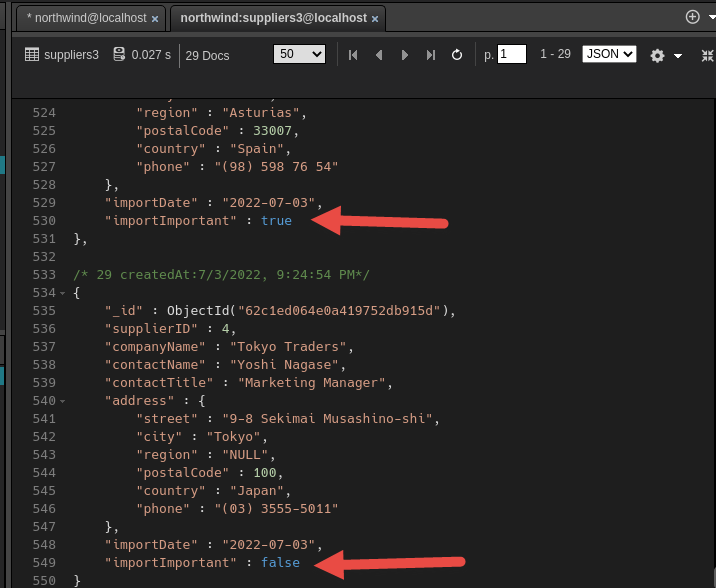 * northwind@localhost ×
northwind:suppliers3@localhost ×
suppliers3 0.027 s 29 Docs 50 p. 1 1 - 29 JSON
524 "region" : "Asturias",
525 "postalCode" : 33007,
526 "country" : "Spain",
527 "phone" : "(98) 598 76 54"
528 },
529 "importDate" : "2022-07-03",
530 "importImportant" : true
531 },
532
533 /* 29 createdAt:7/3/2022, 9:24:54 PM*/
534 {
535 "_id" : ObjectId("62c1ed064e0a419752db915d"),
536 "supplierID" : 4,
537 "companyName" : "Tokyo Traders",
538 "contactName" : "Yoshi Nagase",
539 "contactTitle" : "Marketing Manager",
540 "address" : {
541 "street" : "9-8 Sekimai Musashino-shi",
542 "city" : "Tokyo",
543 "region" : "NULL",
544 "postalCode" : 100,
545 "country" : "Japan",
546 "phone" : "(03) 3555-5011"
547 },
548 "importDate" : "2022-07-03",
549 "importImportant" : false
550 }